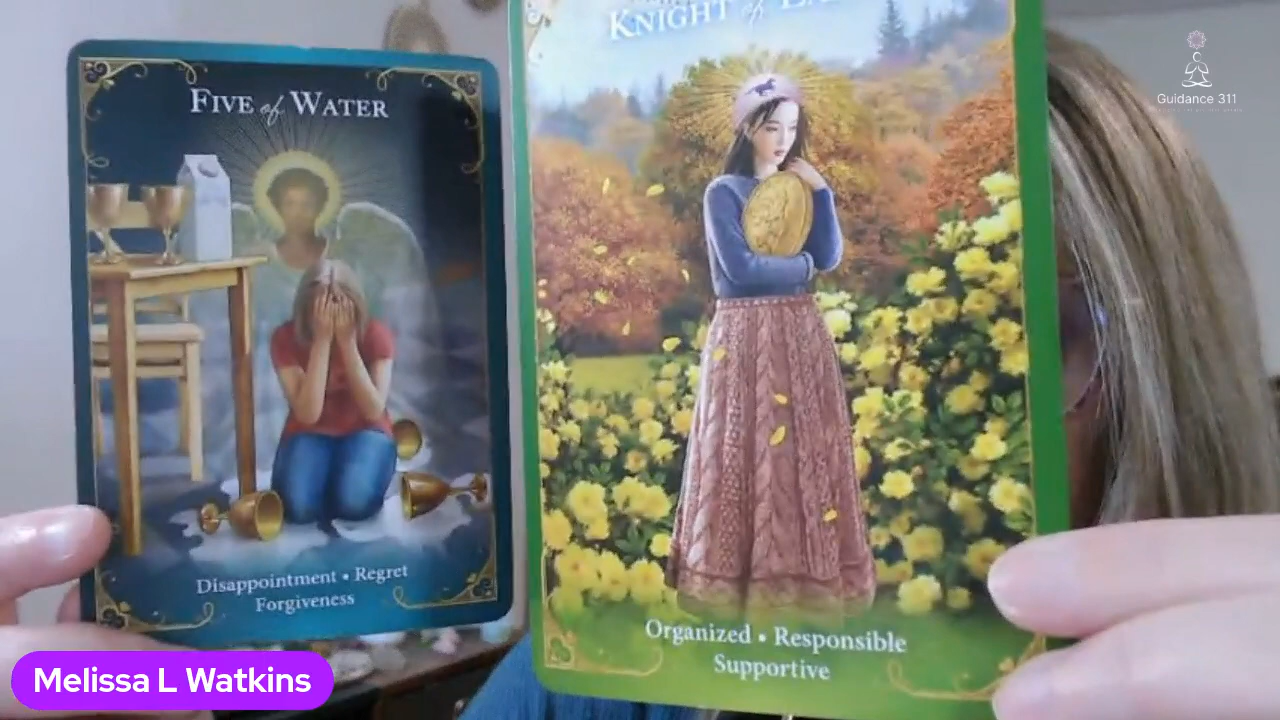 Five of Water
Disappointment • Regret
Forgiveness
Knight of
Organized • Responsible
Supportive
Guidance 311
Melissa L Watkins